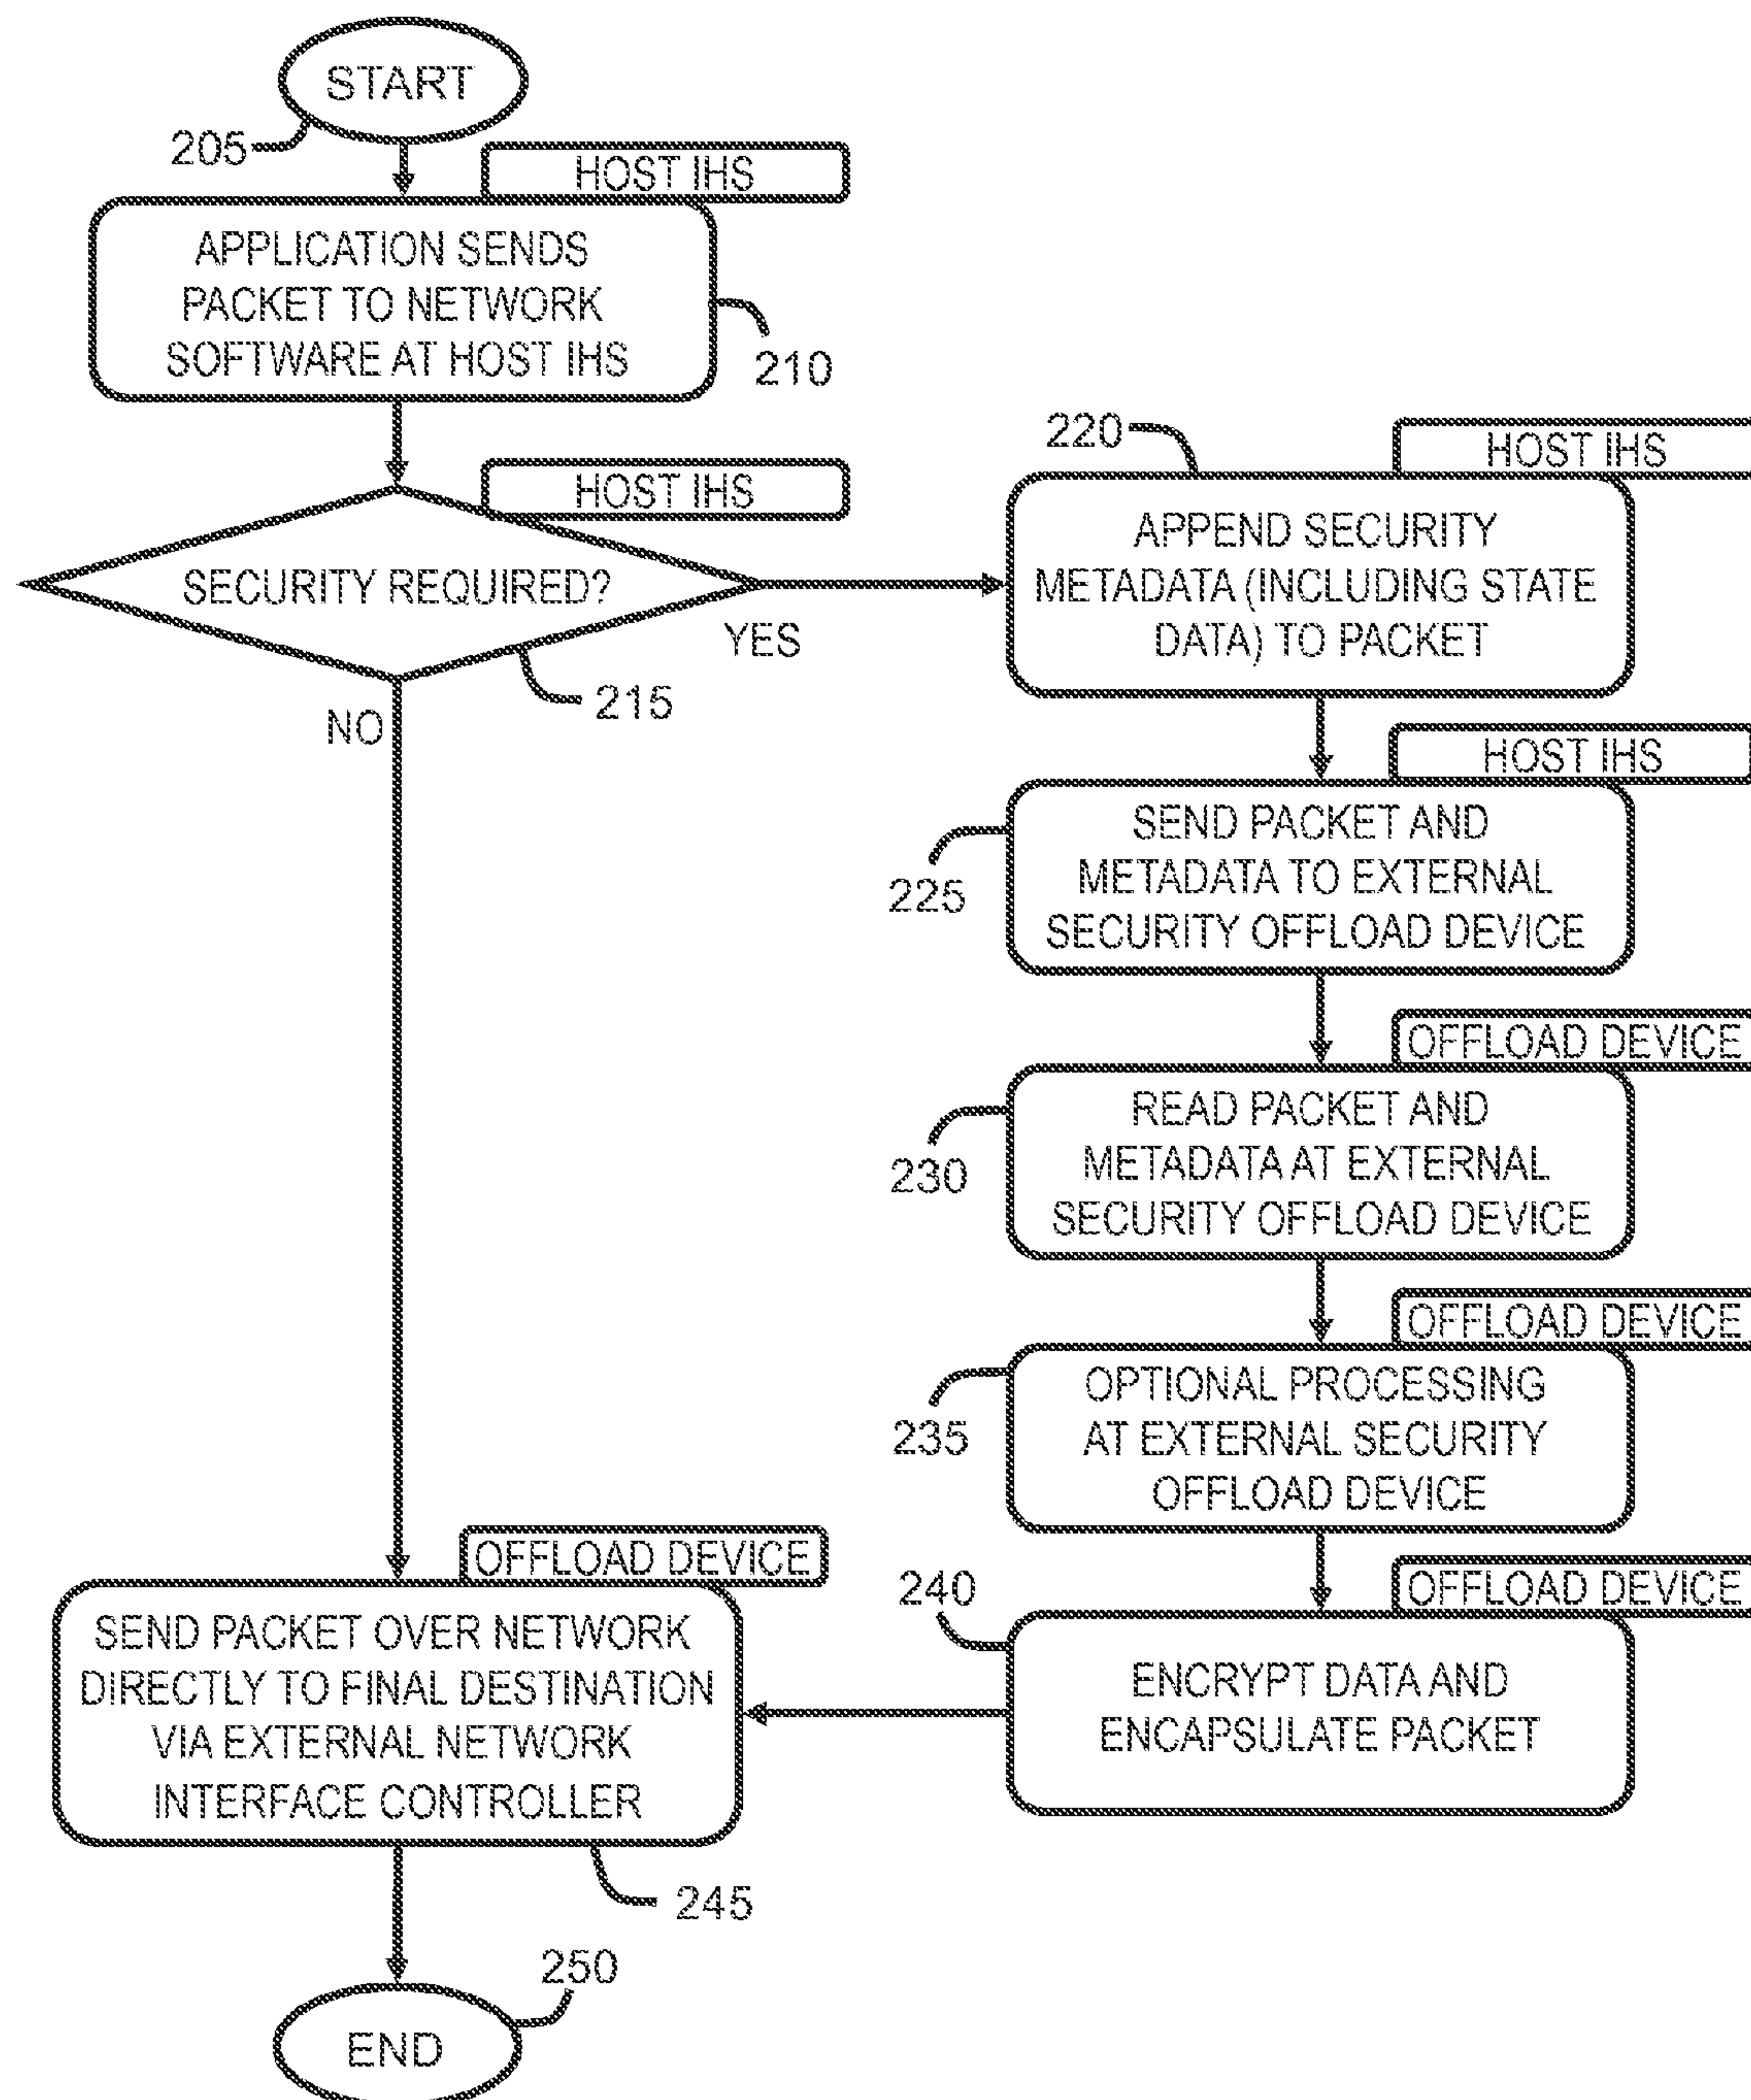 START
205
HOST IHS
APPLICATION SENDS
PACKET TO NETWORK
SOFTWARE AT HOST IHS
210
HOST IHS
SECURITY REQUIRED?
YES
215
NO
220
HOST IHS
APPEND SECURITY
METADATA (INCLUDING STATE
DATA) TO PACKET
HOST IHS
SEND PACKET AND
METADATA TO EXTERNAL
SECURITY OFFLOAD DEVICE
225
OFFLOAD DEVICE
READ PACKET AND
METADATA AT EXTERNAL
SECURITY OFFLOAD DEVICE
230
OFFLOAD DEVICE
OPTIONAL PROCESSING
AT EXTERNAL SECURITY
OFFLOAD DEVICE
235
OFFLOAD DEVICE
240
ENCRYPT DATA AND
ENCAPSULATE PACKET
OFFLOAD DEVICE
SEND PACKET OVER NETWORK
DIRECTLY TO FINAL DESTINATION
VIA EXTERNAL NETWORK
INTERFACE CONTROLLER
245
250
END